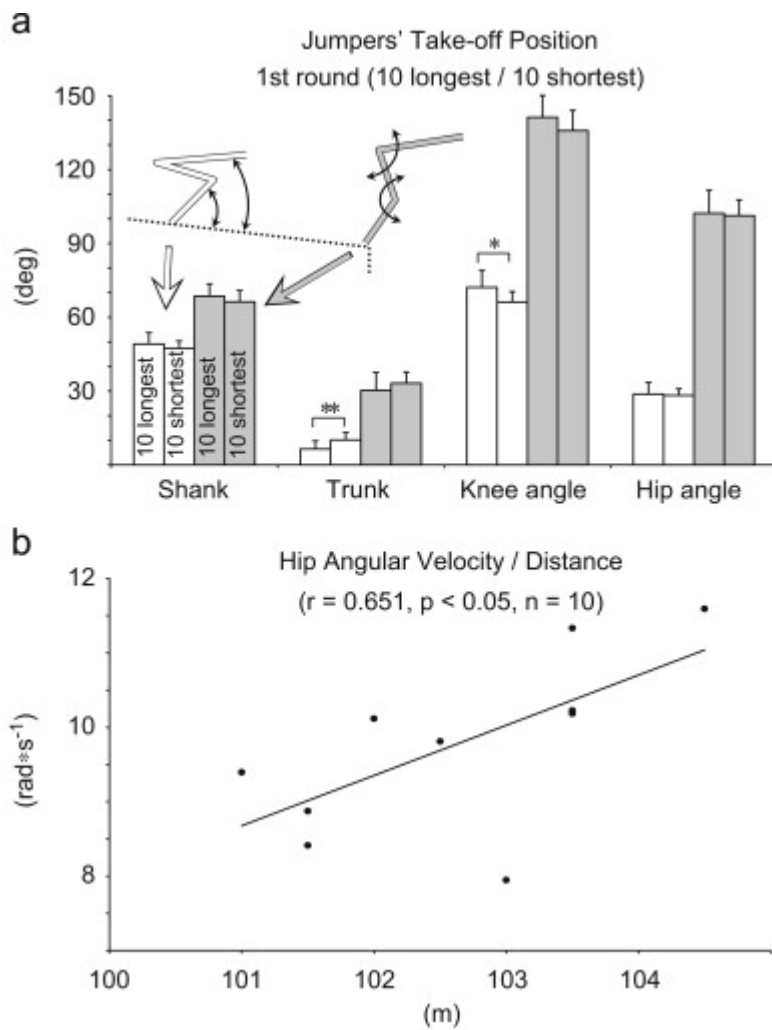 a
Jumpers' Take-off Position
1st round (10 longest / 10 shortest)
150
120
90
60
30
(deg)
10 longest
10 shortest
10 longest
10 shortest
**
*
Shank Trunk Knee angle Hip angle
b
Hip Angular Velocity / Distance
(r = 0.651, p < 0.05, n = 10)
12
10
8
(rad*s-1)
100 101 102 103 104
(m)